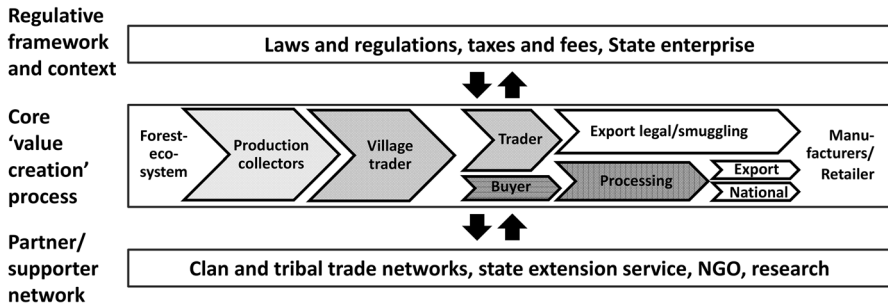 Regulative
framework
and context
Laws and regulations, taxes and fees, State enterprise
Core
'value
creation'
process
Forest-
eco-
system
Production
collectors
Village
trader
Trader
Buyer
Export legal/smuggling
Processing
Export
National
Manu-
facturers/
Retailer
Partner/
supporter
network
Clan and tribal trade networks, state extension service, NGO, research